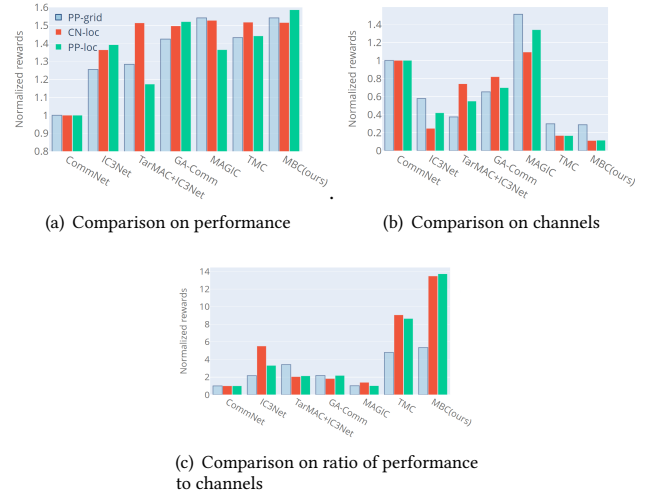 PP-grid
CN-loc
PP-loc
Normalized rewards
1.6
1.5
1.4
1.3
1.2
1.1
1
0.9
0.8
CommNet
IC3Net
TarMAC+IC3Net
GA-Comm
MAGIC
TMC
MBC(ours)
(a) Comparison on performance
.
Normalized rewards
1.4
1.2
1
0.8
0.6
0.4
0.2
0
CommNet
IC3Net
TarMAC+IC3Net
GA-Comm
MAGIC
TMC
MBC(ours)
(b) Comparison on channels
Normalized rewards
14
12
10
8
6
4
2
0
CommNet
IC3Net
TarMAC+IC3Net
GA-Comm
MAGIC
TMC
MBC(ours)
(c) Comparison on ratio of performance
to channels